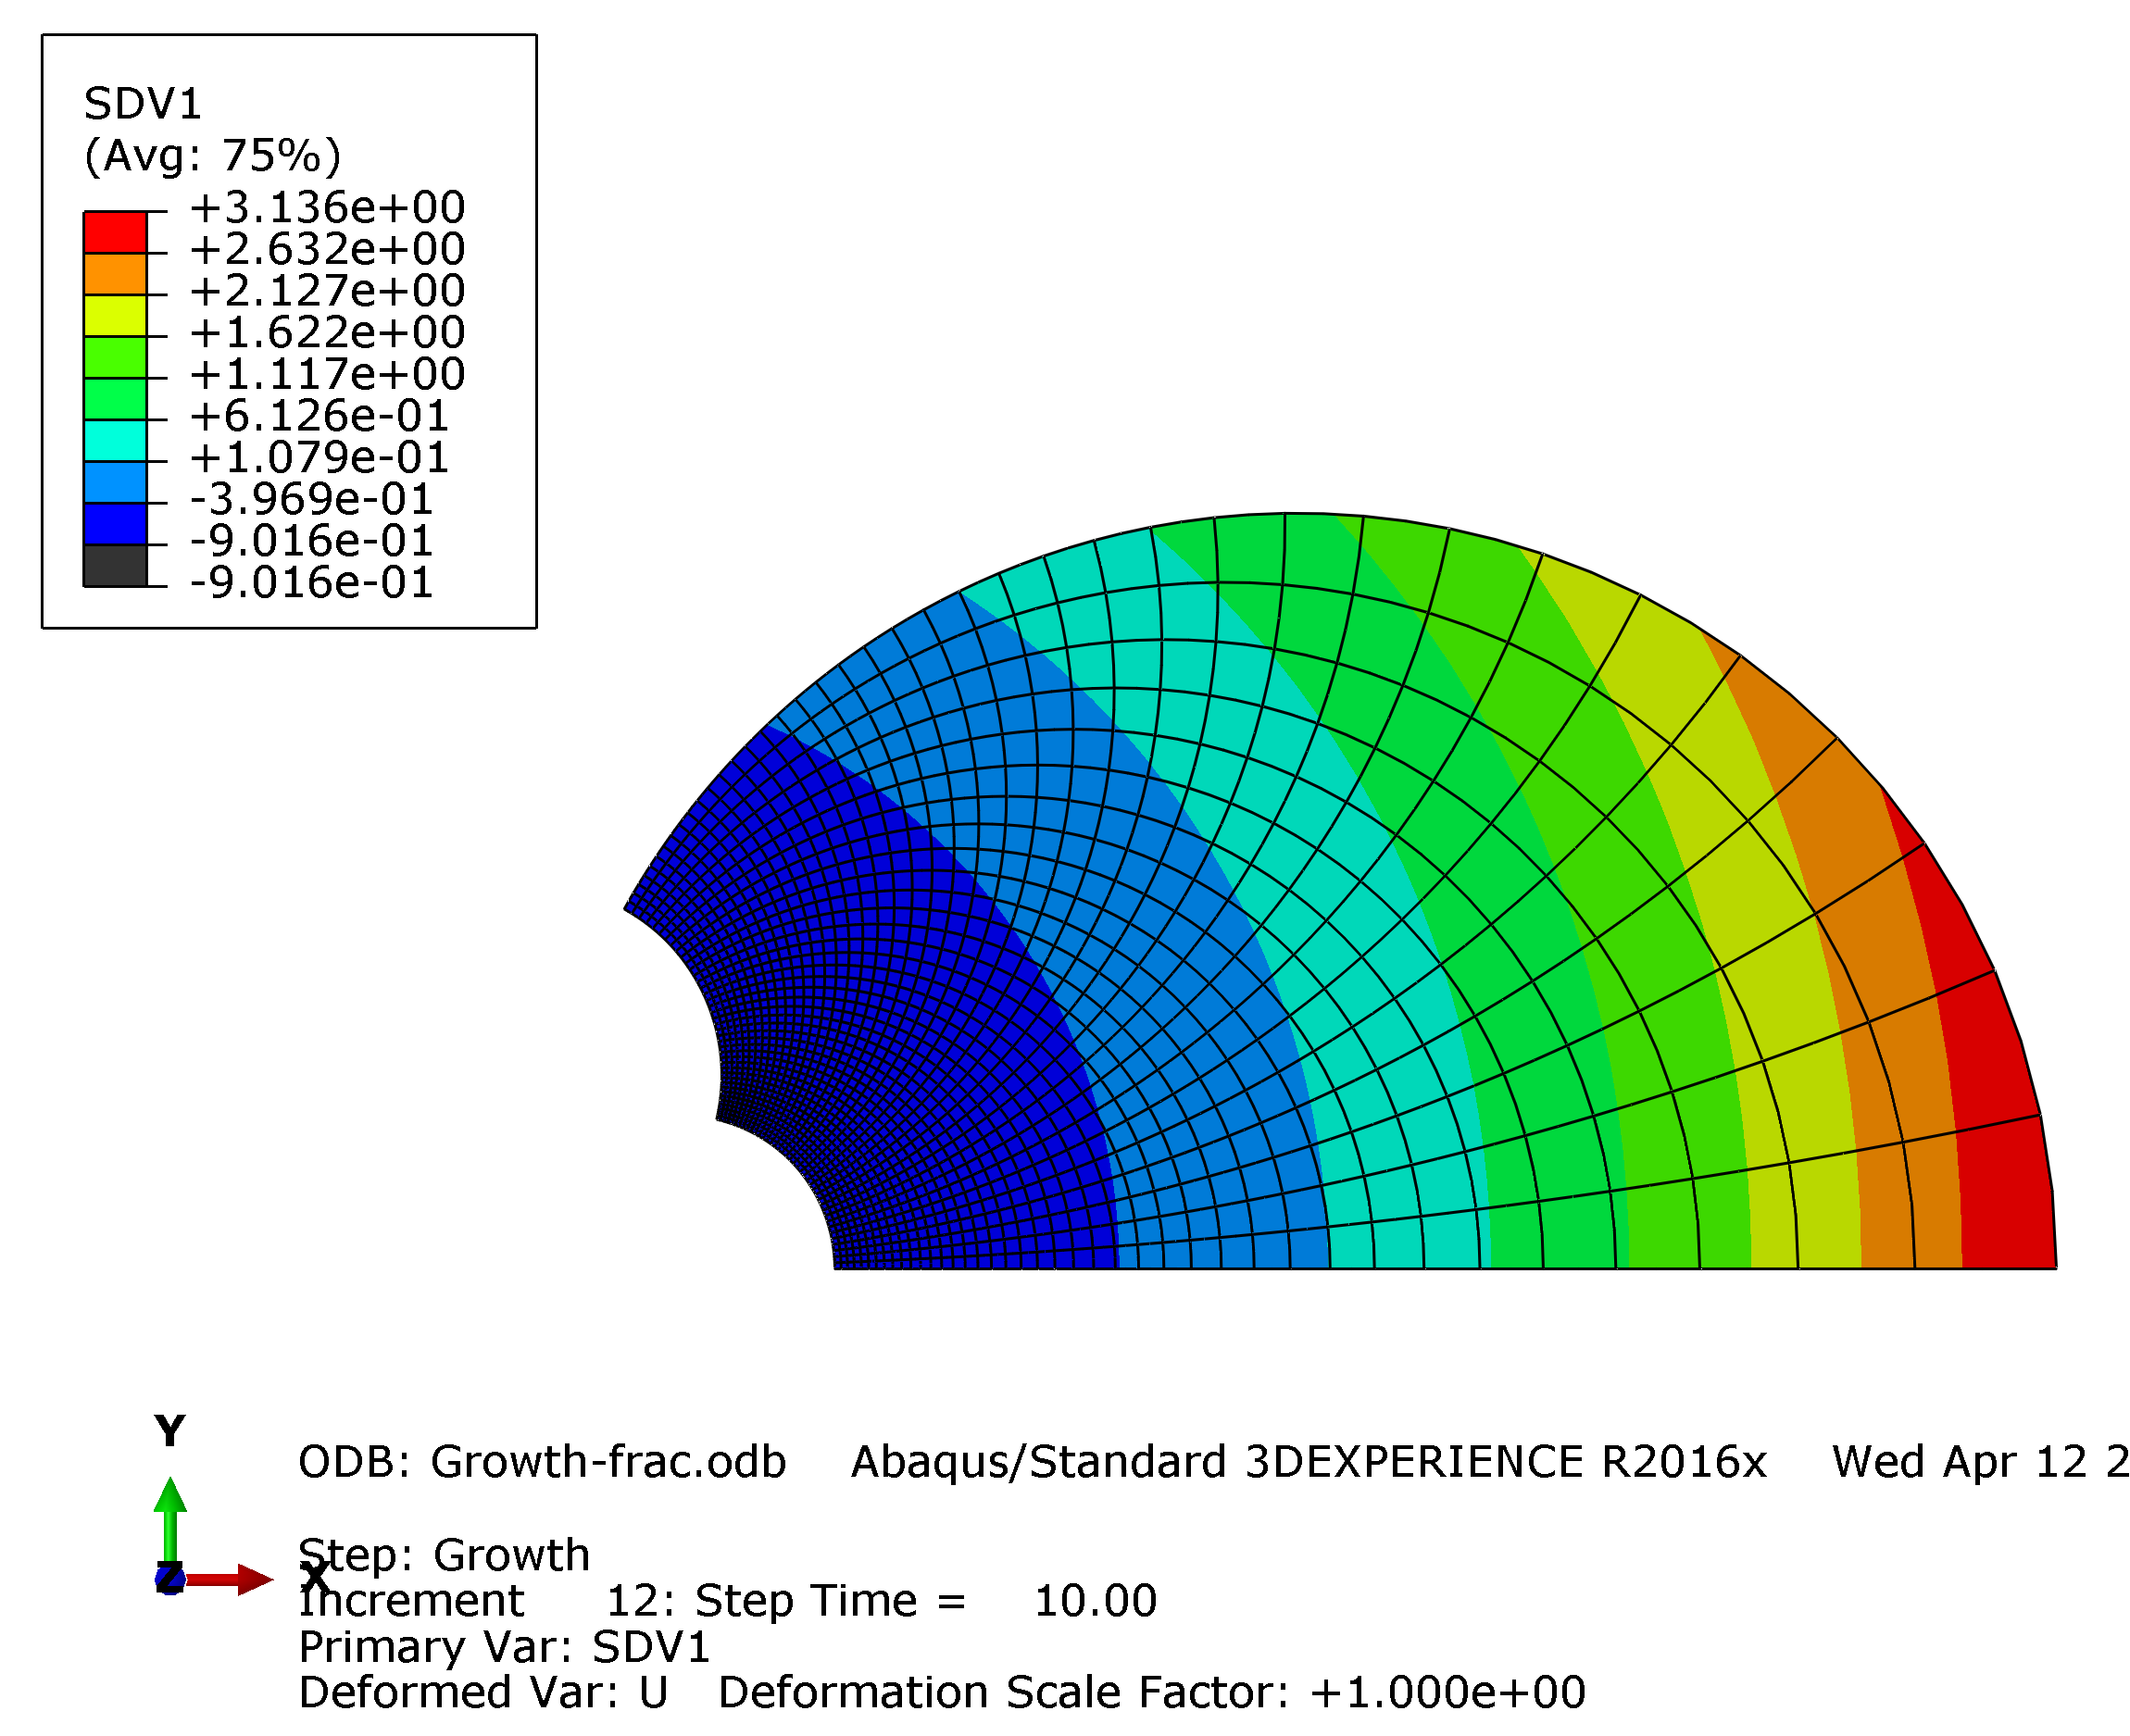 SDV1
(Avg: 75%)
+3.136e+00
+2.632e+00
+2.127e+00
+1.622e+00
+1.117e+00
+6.126e-01
+1.079e-01
-3.969e-01
-9.016e-01
-9.016e-01
Y
Z
X
ODB: Growth-frac.odb Abaqus/Standard 3DEXPERIENCE R2016x Wed Apr 12 2
Step: Growth
Increment 12: Step Time = 10.00
Primary Var: SDV1
Deformed Var: U Deformation Scale Factor: +1.000e+00